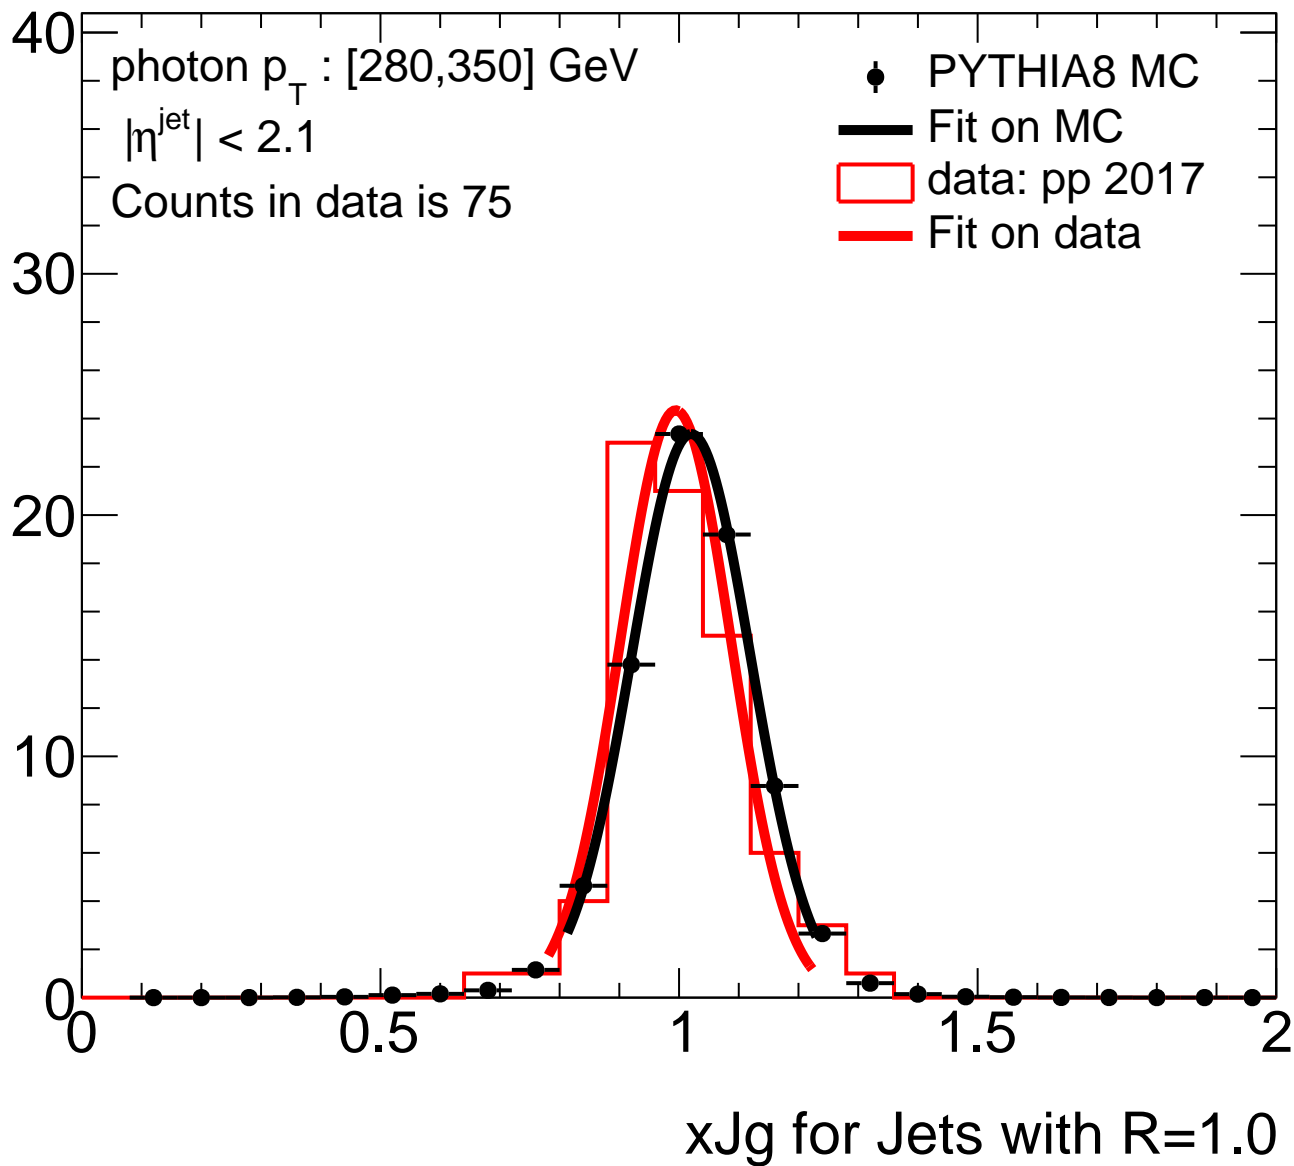 photon p_T : [280,350] GeV
|η^jet| < 2.1
Counts in data is 75
PYTHIA8 MC
Fit on MC
data: pp 2017
Fit on data
40
30
20
10
0
0 0.5 1 1.5 2
xJg for Jets with R=1.0